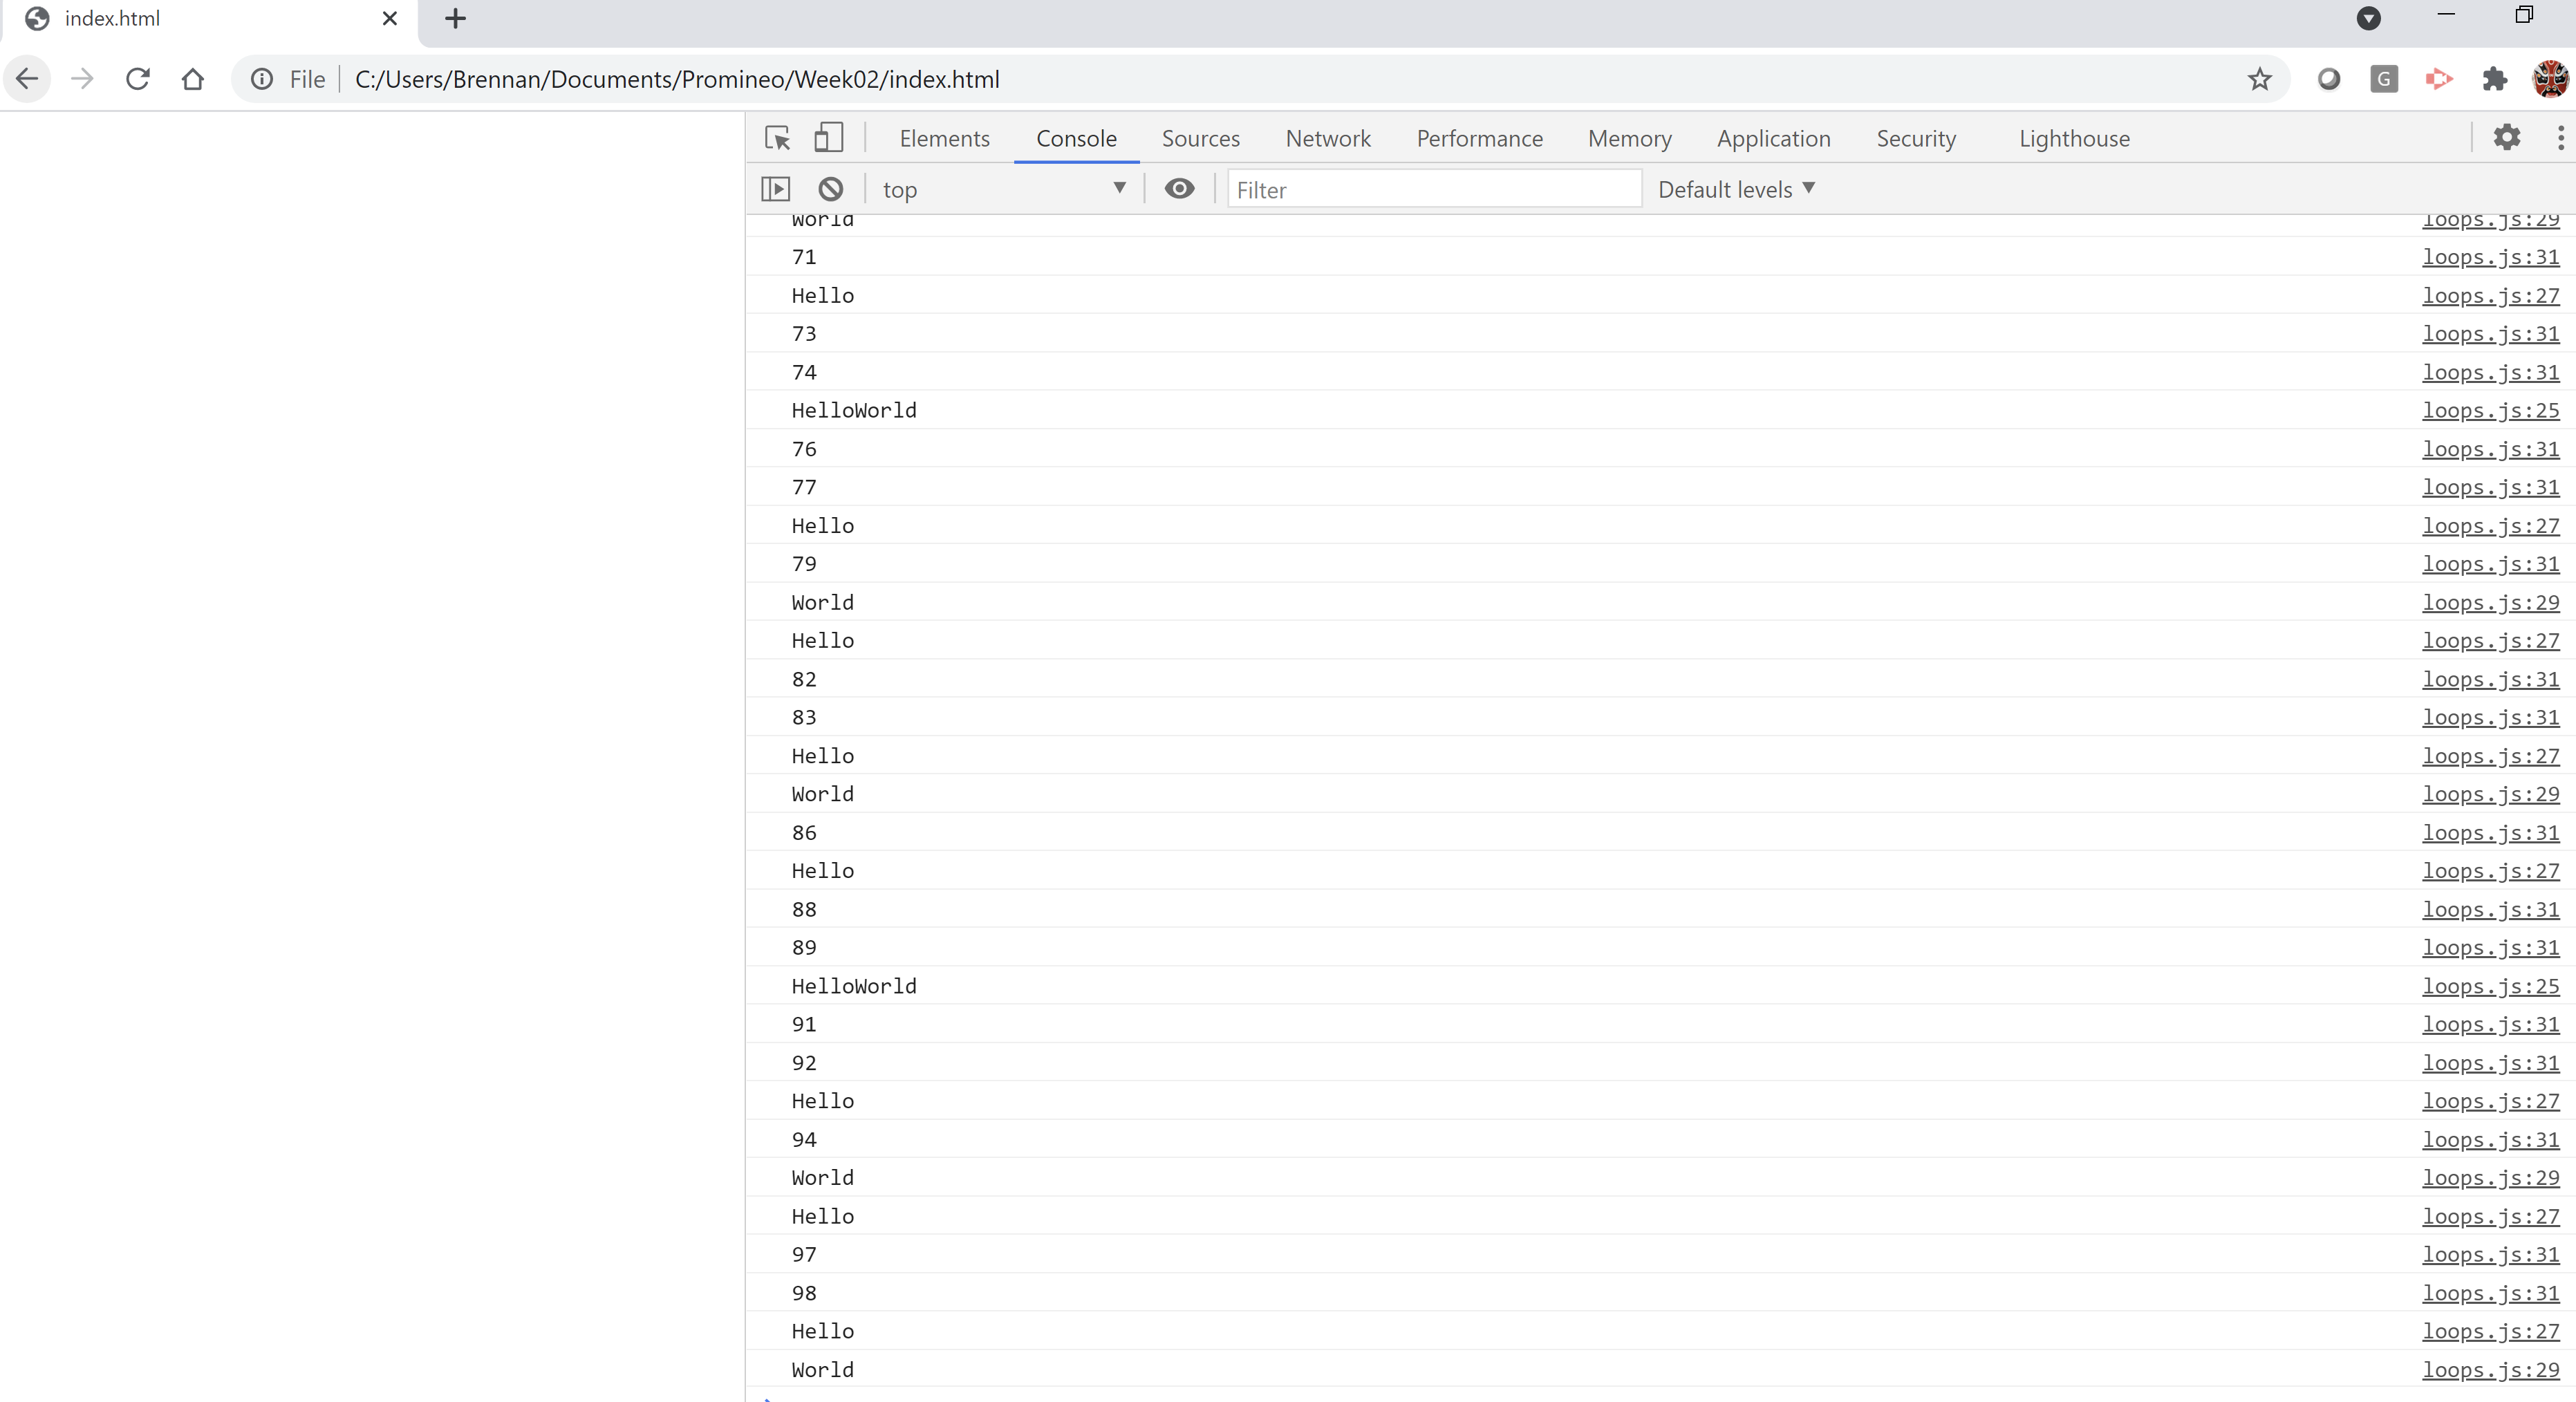 index.html
File C:/Users/Brennan/Documents/Promineo/Week02/index.html G
Elements Console Sources Network Performance Memory Application Security Lighthouse
top Filter Default levels
World loops.js:29
71 loops.js:31
Hello loops.js:27
73 loops.js:31
74 loops.js:31
HelloWorld loops.js:25
76 loops.js:31
77 loops.js:31
Hello loops.js:27
79 loops.js:31
World loops.js:29
Hello loops.js:27
82 loops.js:31
83 loops.js:31
Hello loops.js:27
World loops.js:29
86 loops.js:31
Hello loops.js:27
88 loops.js:31
89 loops.js:31
HelloWorld loops.js:25
91 loops.js:31
92 loops.js:31
Hello loops.js:27
94 loops.js:31
World loops.js:29
Hello loops.js:27
97 loops.js:31
98 loops.js:31
Hello loops.js:27
World loops.js:29